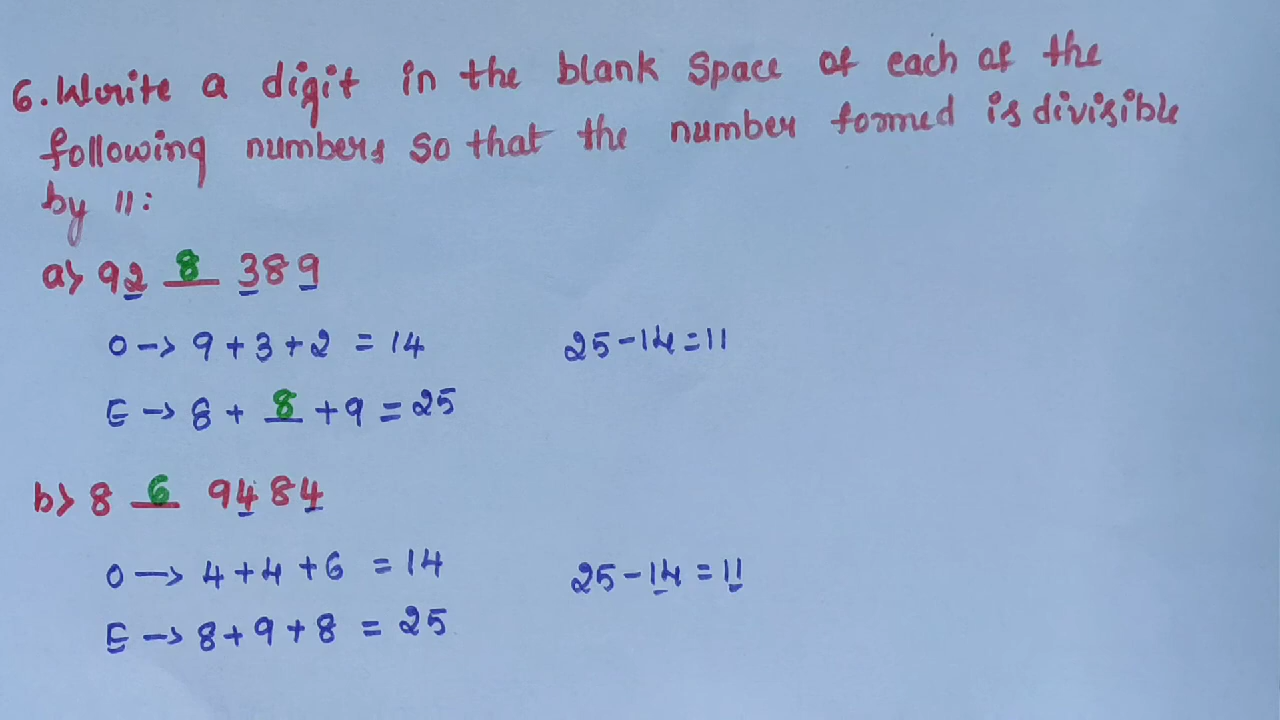 6. Write a digit in the blank space of each of the
following numbers so that the number formed is divisible
by 11:
a) 92 8 389
O -> 9 + 3 + 2 = 14 25 - 14 = 11
E -> 8 + 8 + 9 = 25
b) 8 6 9484
O -> 4 + 4 + 6 = 14 25 - 14 = 11
E -> 8 + 9 + 8 = 25